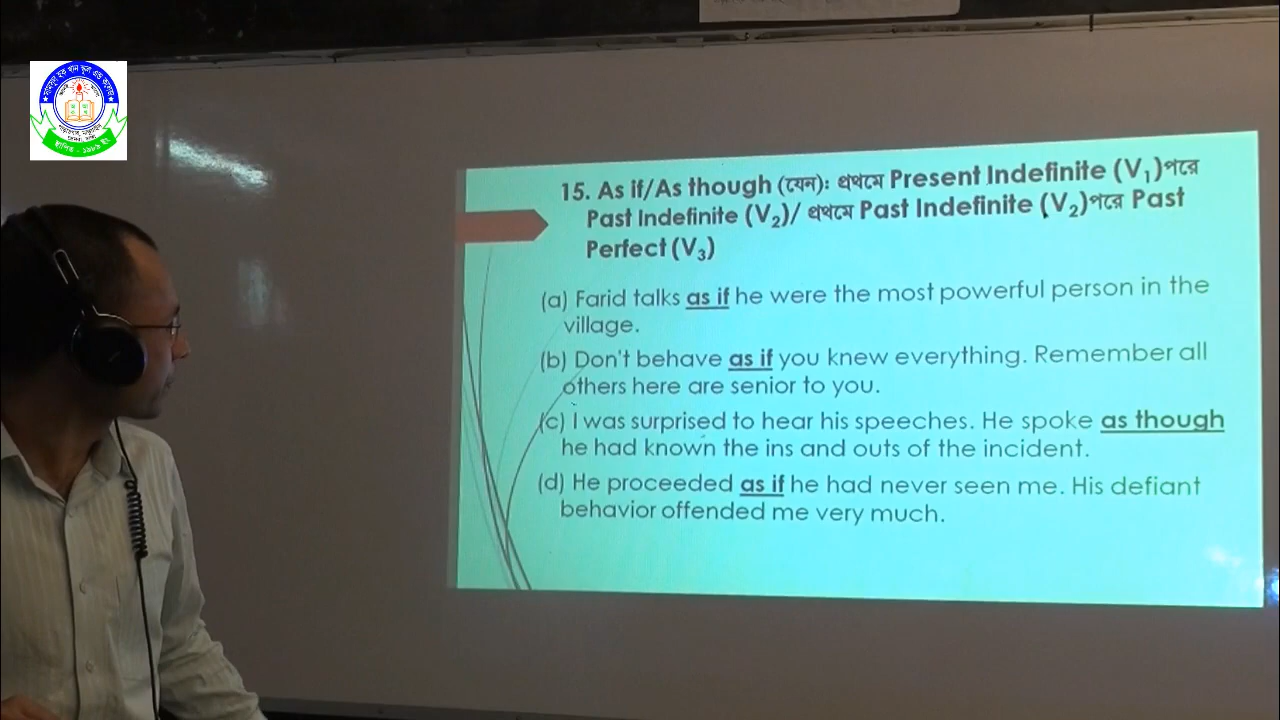 15. As if/As though (যেন): প্রথমে Present Indefinite (V1)পরে
Past Indefinite (V2)/ প্রথমে Past Indefinite (V2)পরে Past
Perfect (V3)
(a) Farid talks as if he were the most powerful person in the
village.
(b) Don't behave as if you knew everything. Remember all
others here are senior to you.
(c) I was surprised to hear his speeches. He spoke as though
he had known the ins and outs of the incident.
(d) He proceeded as if he had never seen me. His defiant
behavior offended me very much.
স্থাপিত - ১৯৮৯ ইং